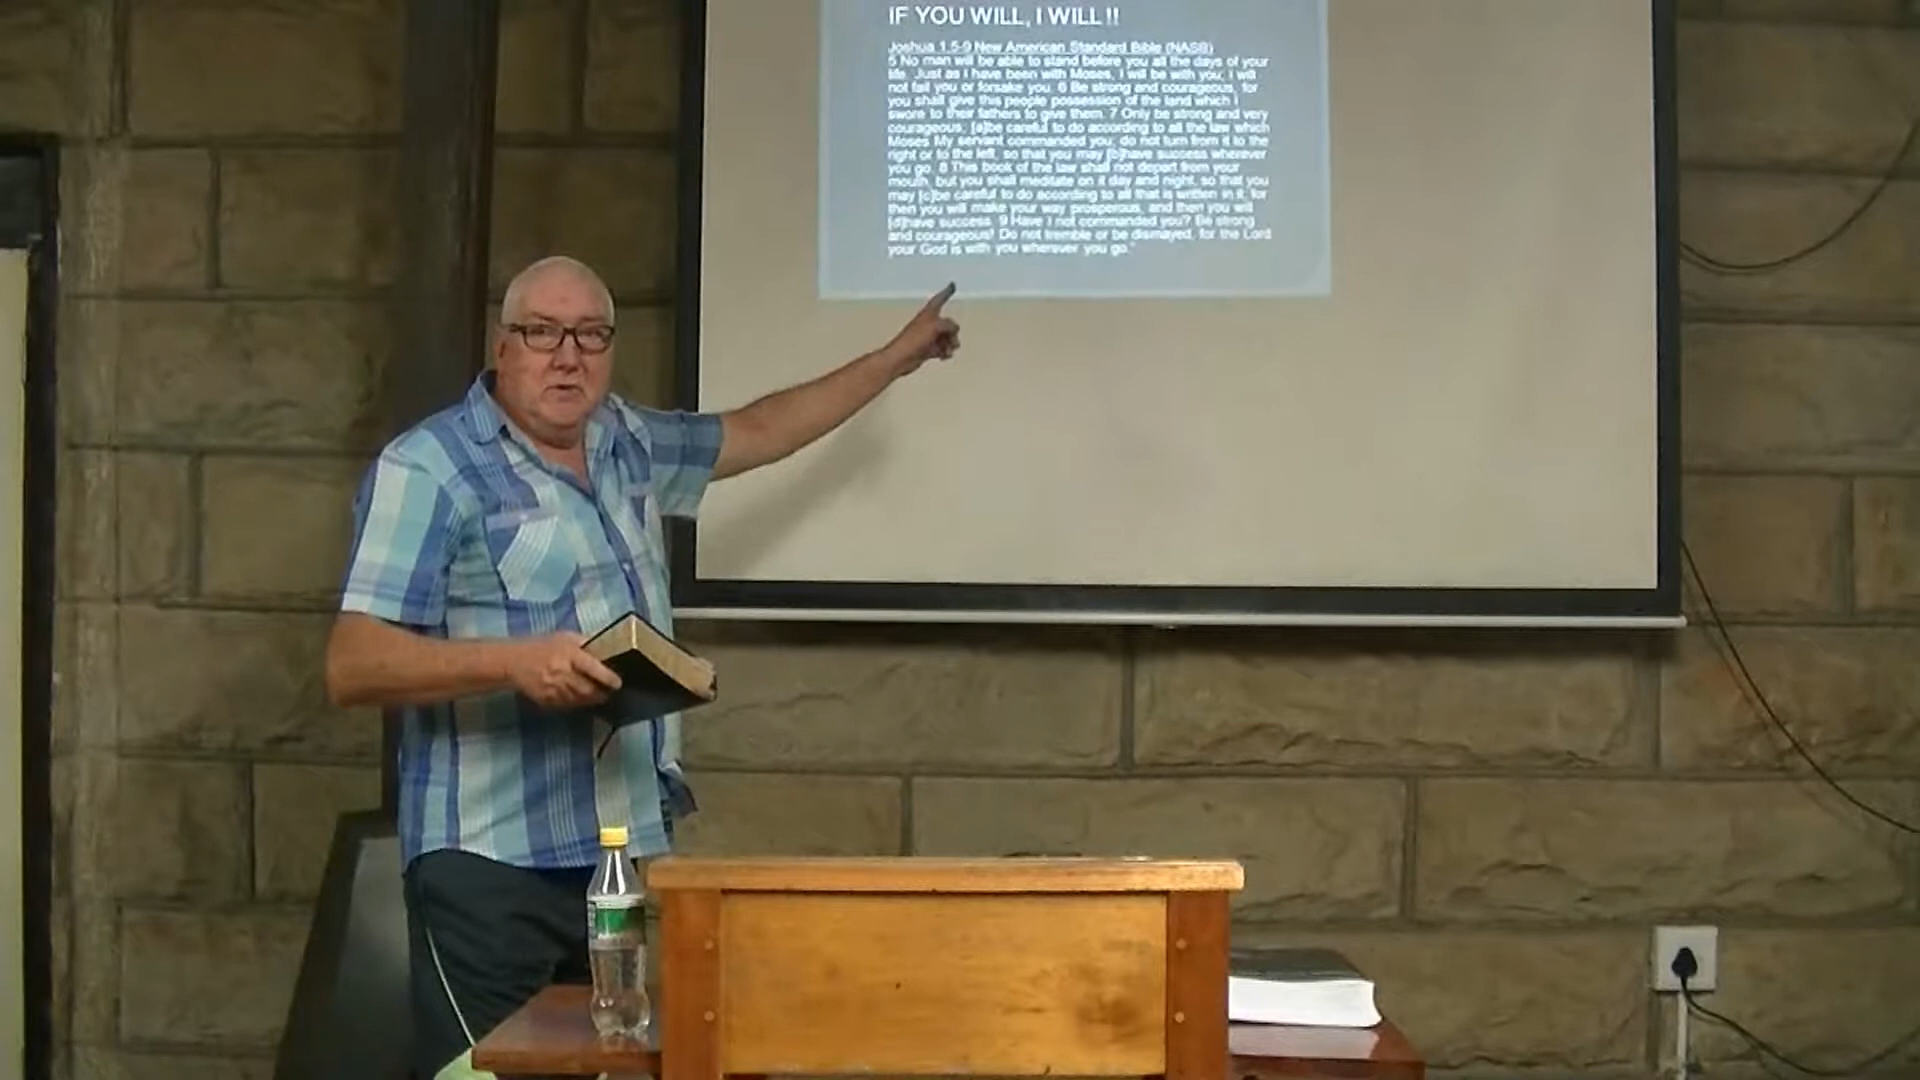 IF YOU WILL, I WILL !!
Joshua 1:5-9 New American Standard Bible (NASB)
5 No man will be able to stand before you all the days of your
life. Just as I have been with Moses, I will be with you; I will
not fail you or forsake you. 6 Be strong and courageous, for
you shall give this people possession of the land which I
swore to their fathers to give them. 7 Only be strong and very
courageous; [a]be careful to do according to all the law which
Moses My servant commanded you; do not turn from it to the
right or to the left, so that you may [b]have success wherever
you go. 8 This book of the law shall not depart from your
mouth, but you shall meditate on it day and night, so that you
may [c]be careful to do according to all that is written in it; for
then you will make your way prosperous, and then you will
[d]have success. 9 Have I not commanded you? Be strong
and courageous! Do not tremble or be dismayed, for the Lord
your God is with you wherever you go."